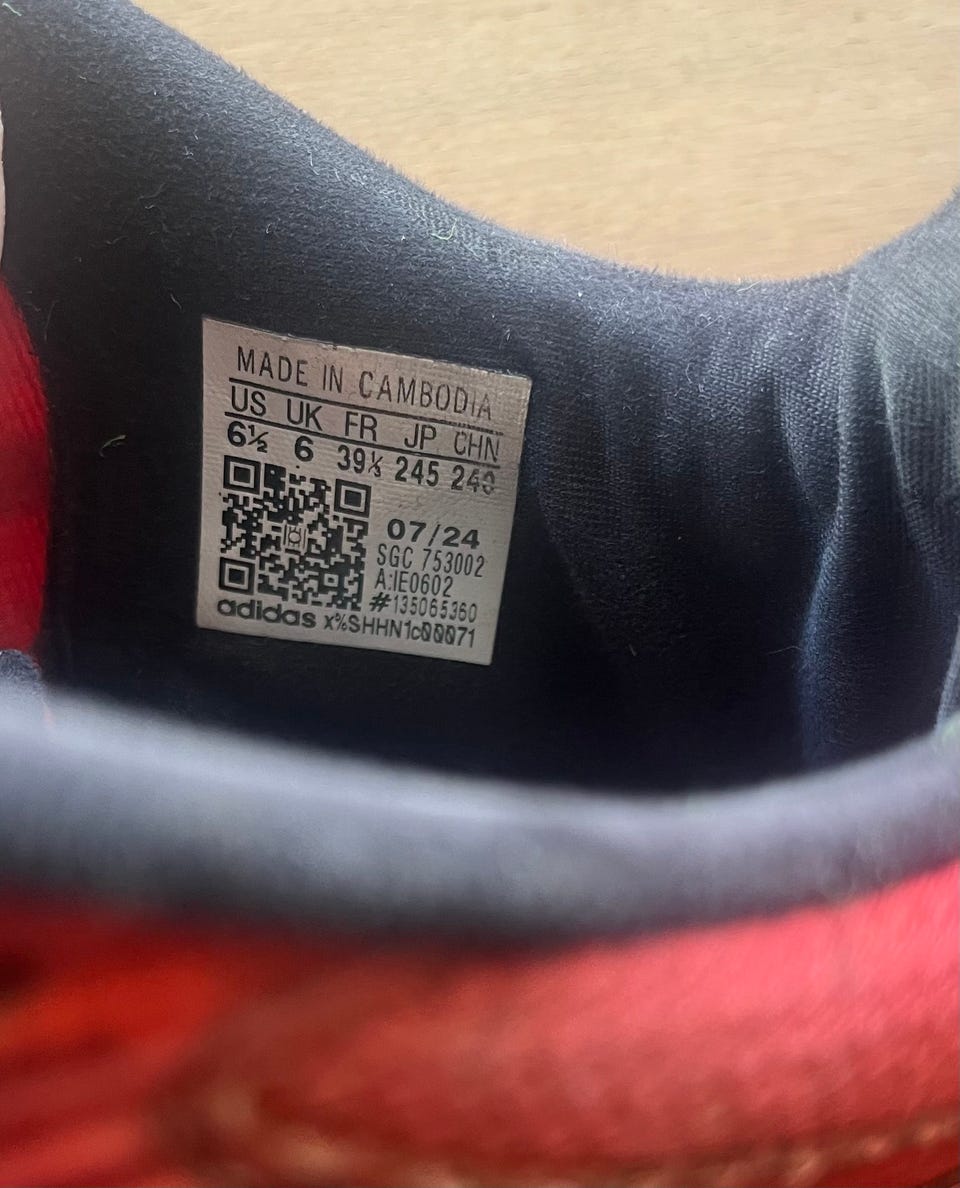 MADE IN CAMBODIA
US UK FR JP CHN
6½ 6 39⅓ 245
07/24
SGC 753002
A:IE0602
#135065360
adidas x%SHHN1c00071